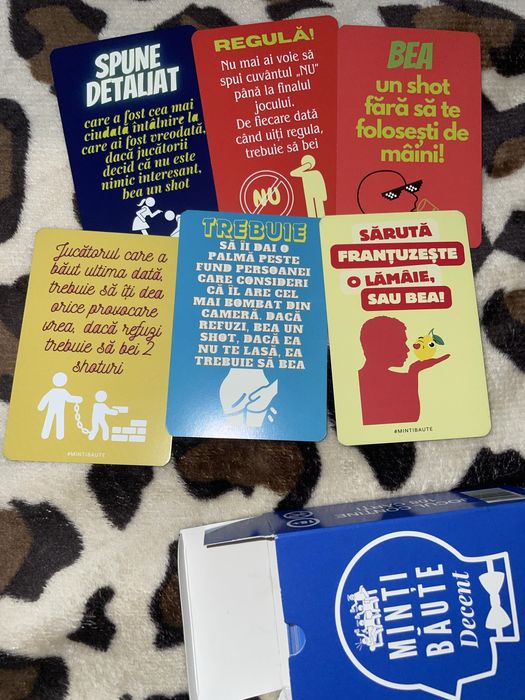 SPUNE
DETALIAT
care a fost cea mai
ciudată întâlnire la
care ai fost vreodată,
dacă jucătorii
decid că nu este
nimic interesant,
bea un shot
REGULĂ!
Nu mai ai voie să
spui cuvântul „NU"
până la finalul
jocului.
De fiecare dată
când uiți regula,
trebuie să bei
NU
BEA
un shot
fără să te
folosești de
mâini!
Jucătorul care a
băut ultima dată,
trebuie să îți dea
orice provocare
vrea, dacă refuzi
trebuie să bei 2
shoturi
#MINTIBAUTE
TREBUIE
SĂ ÎI DAI O
PALMĂ PESTE
FUND PERSOANEI
CARE CONSIDERI
CĂ ÎL ARE CEL
MAI BOMBAT DIN
CAMERĂ. DACĂ
REFUZI, BEA UN
SHOT, DACĂ EA
NU TE LASĂ, EA
TREBUIE SĂ BEA
SĂRUTĂ
FRANȚUZEȘTE
O LĂMÂIE,
SAU BEA!
#MINTIBAUTE
JOCUL CONȚINE
MINȚI
BĂUTE
Decent